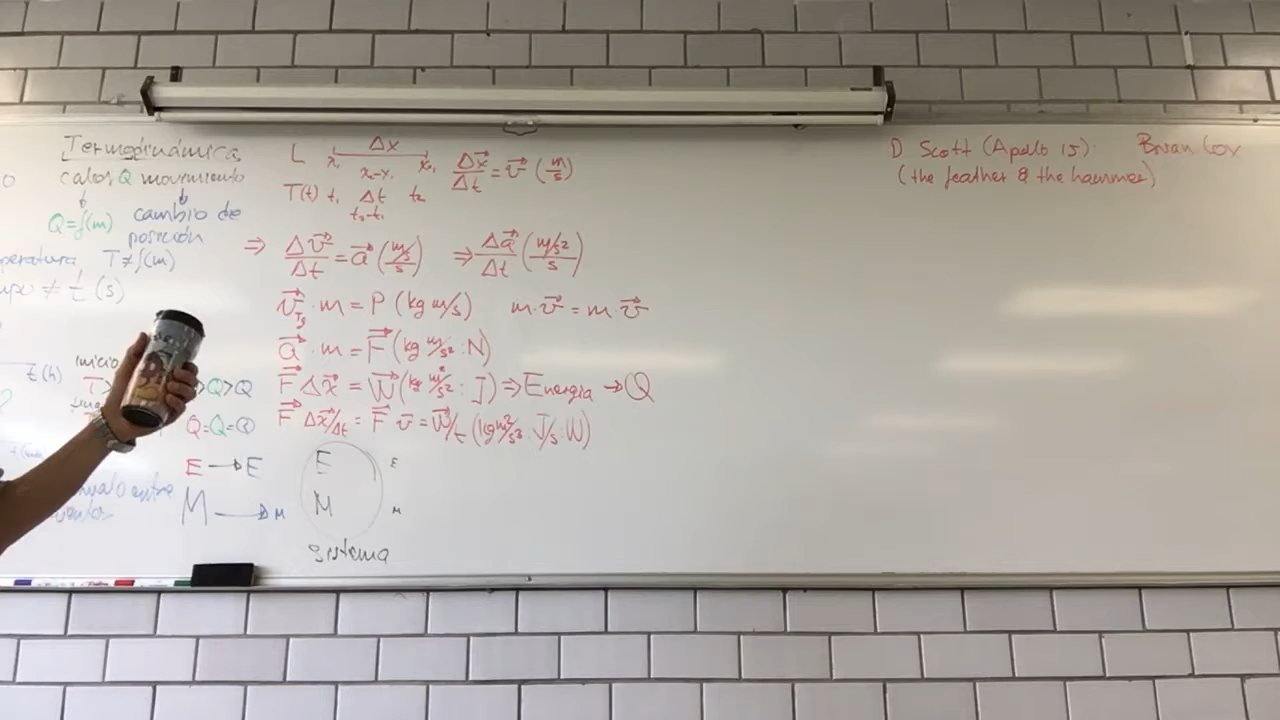 Termodinámica
calor Q movimiento
Q=f(m) cambio de
posición
T≠f(m)
≠ t (s)
t(h)
inicio
>Q>Q
Q=Q=Q
E → E
M → M
L x₁ Δx
x₂-x₁ Δx⃗/Δt = v⃗ (m/s)
T(t) t₁ Δt t₂
t₂-t₁
⇒ Δv⃗/Δt = a⃗ (m/s/s) ⇒ Δa⃗/Δt (m/s²/s)
v⃗ · m = P (kg m/s) m·v⃗ = m·v⃗
a⃗ · m = F⃗ (kg m/s² : N)
F⃗ Δx⃗ = W⃗ (kg m²/s² : J) ⇒ Energia → Q
F⃗ Δx⃗/Δt = F⃗ v⃗ = W⃗/t (kg m²/s³ : J/s : W)
E E
M M
sistema
D Scott (Apollo 15) Brian Cox
(the feather & the hammer)